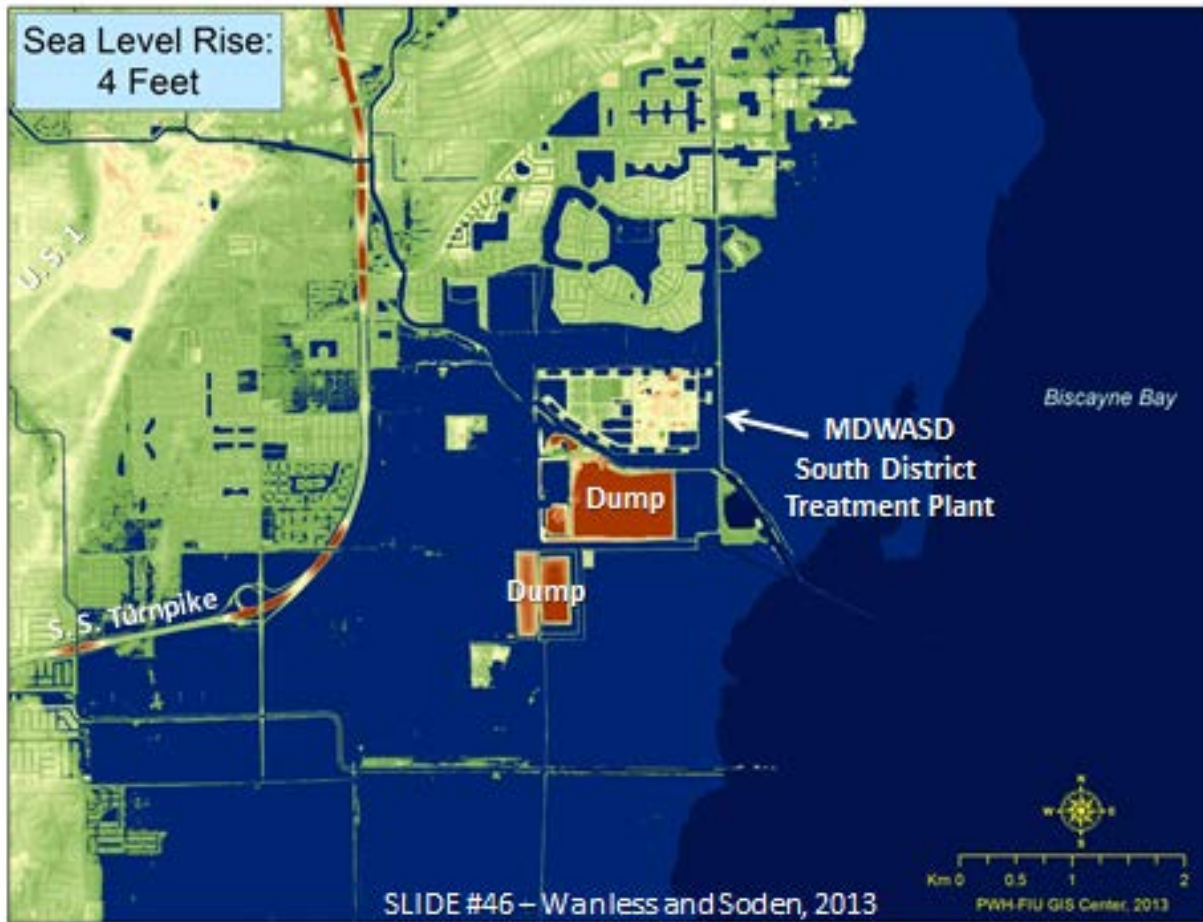 Sea Level Rise:
4 Feet
U.S. 1
Biscayne Bay
MDWASD
South District
Treatment Plant
Dump
Dump
S. S. Turnpike
N
W E
S
Km 0 0.5 1 2
PWH-FIU GIS Center, 2013
SLIDE #46 – Wanless and Soden, 2013